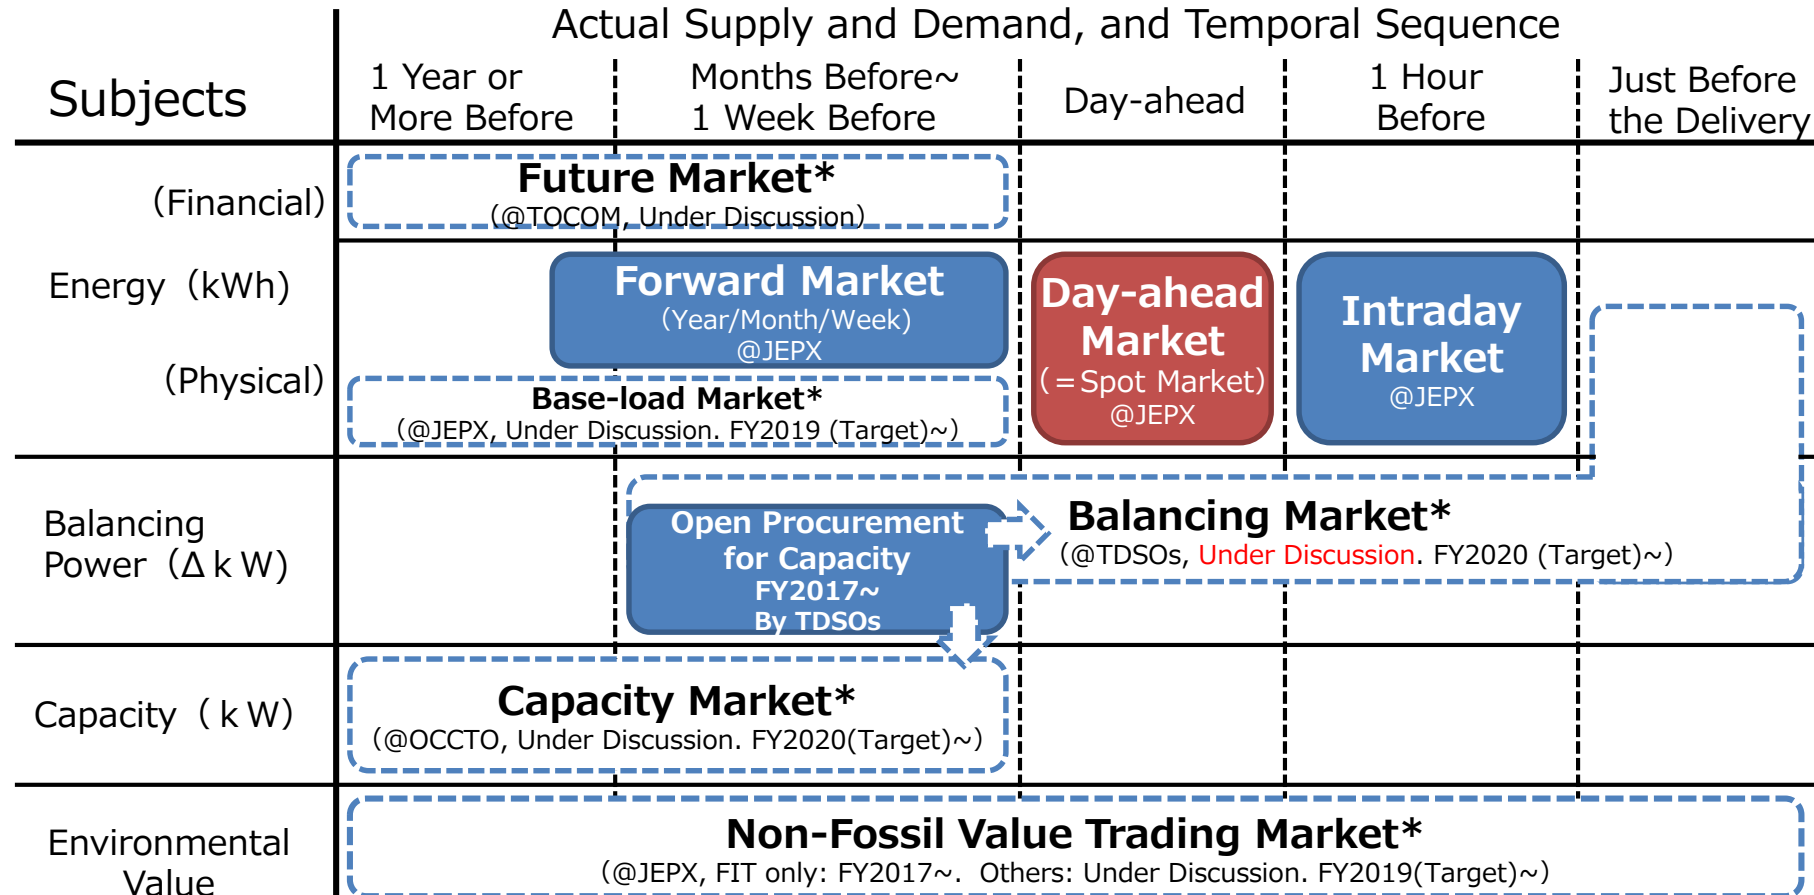 Actual Supply and Demand, and Temporal Sequence
Subjects
1 Year or
More Before
Months Before~
1 Week Before
Day-ahead
1 Hour
Before
Just Before
the Delivery
(Financial)
Future Market*
(@TOCOM, Under Discussion)
Energy (kWh)
(Physical)
Forward Market
(Year/Month/Week)
@JEPX
Base-load Market*
(@JEPX, Under Discussion. FY2019 (Target)~)
Day-ahead
Market
(=Spot Market)
@JEPX
Intraday
Market
@JEPX
Balancing
Power (ΔkW)
Open Procurement
for Capacity
FY2017~
By TDSOs
Balancing Market*
(@TDSOs, Under Discussion. FY2020 (Target)~)
Capacity (kW)
Capacity Market*
(@OCCTO, Under Discussion. FY2020(Target)~)
Environmental
Value
Non-Fossil Value Trading Market*
(@JEPX, FIT only: FY2017~. Others: Under Discussion. FY2019(Target)~)